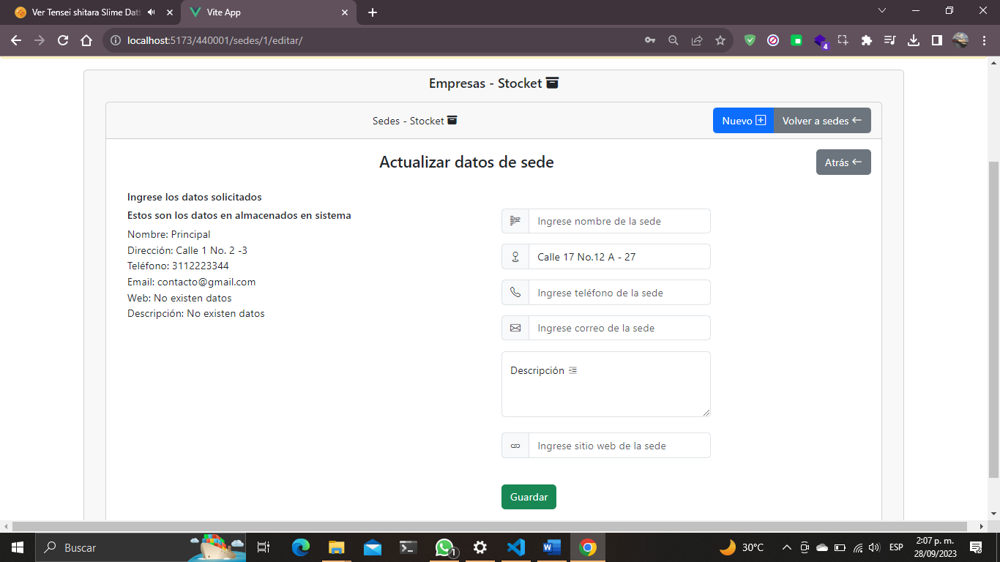 Ver Tensei shitara Slime Dat
Vite App
localhost:5173/440001/sedes/1/editar/
4
Empresas - Stocket
Sedes - Stocket
Nuevo
Volver a sedes
Actualizar datos de sede
Atrás
Ingrese los datos solicitados
Estos son los datos en almacenados en sistema
Nombre: Principal
Dirección: Calle 1 No. 2 -3
Teléfono: 3112223344
Email: contacto@gmail.com
Web: No existen datos
Descripción: No existen datos
Ingrese nombre de la sede
Calle 17 No.12 A - 27
Ingrese teléfono de la sede
Ingrese correo de la sede
Descripción
Ingrese sitio web de la sede
Guardar
Buscar
1
30°C
ESP
2:07 p. m.
28/09/2023